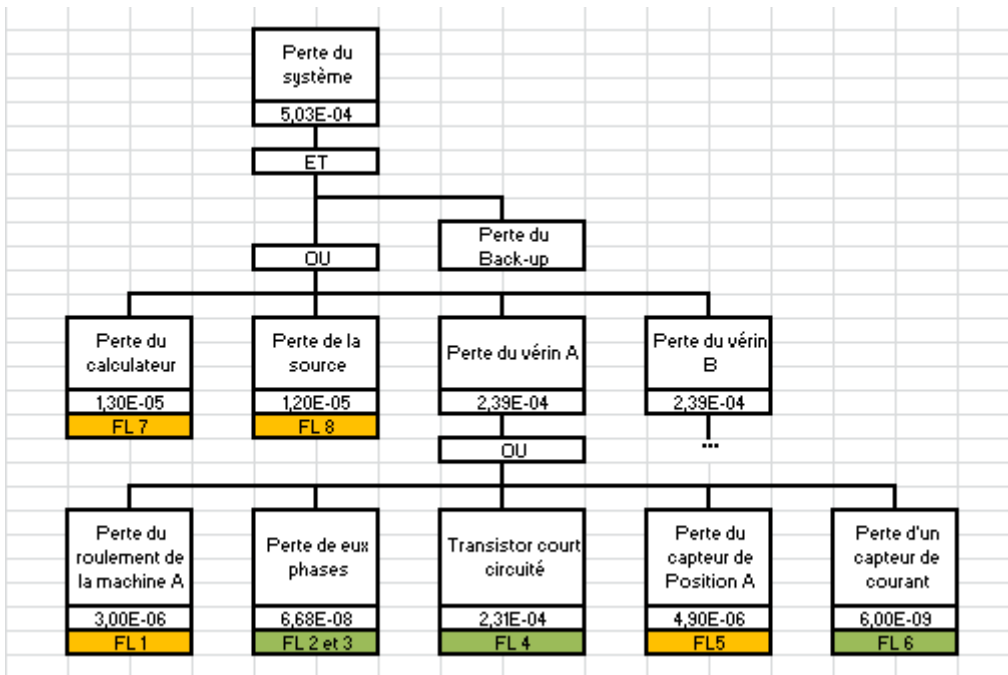 Perte du
système
5,03E-04
ET
Perte du
Back-up
OU
Perte du
calculateur
1,30E-05
FL 7
Perte de la
source
1,20E-05
FL 8
Perte du vérin A
2,39E-04
Perte du vérin
B
2,39E-04
...
OU
Perte du
roulement de
la machine A
3,00E-06
FL 1
Perte de eux
phases
6,68E-08
FL 2 et 3
Transistor court
circuité
2,31E-04
FL 4
Perte du
capteur de
Position A
4,90E-06
FL5
Perte d'un
capteur de
courant
6,00E-09
FL 6